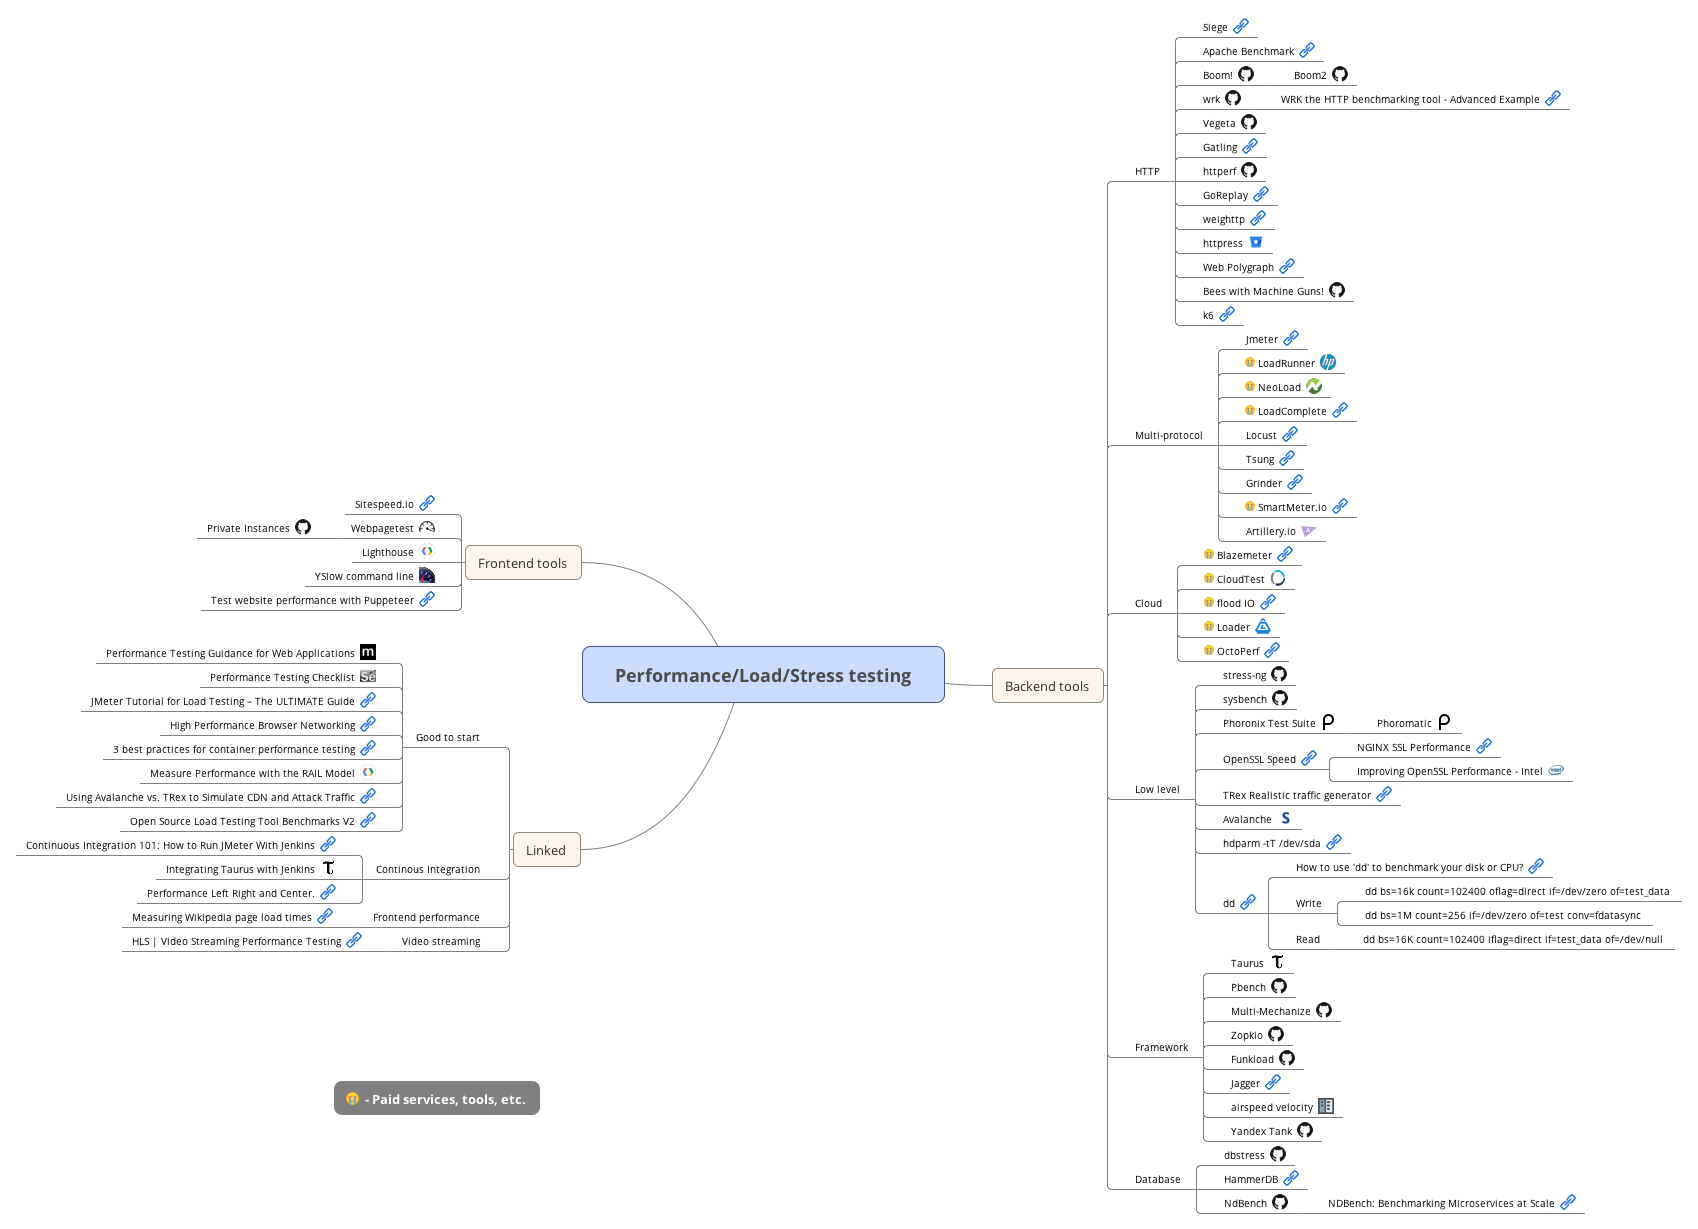 Performance/Load/Stress testing
Frontend tools
Sitespeed.io
Webpagetest
Private Instances
Lighthouse
YSlow command line
Test website performance with Puppeteer
Linked
Good to start
Performance Testing Guidance for Web Applications
Performance Testing Checklist
JMeter Tutorial for Load Testing – The ULTIMATE Guide
High Performance Browser Networking
3 best practices for container performance testing
Measure Performance with the RAIL Model
Using Avalanche vs. TRex to Simulate CDN and Attack Traffic
Open Source Load Testing Tool Benchmarks V2
Continous Integration
Continuous Integration 101: How to Run JMeter With Jenkins
Integrating Taurus with Jenkins
Performance Left Right and Center.
Frontend performance
Measuring Wikipedia page load times
Video streaming
HLS | Video Streaming Performance Testing
- Paid services, tools, etc.
Backend tools
HTTP
Siege
Apache Benchmark
Boom!
Boom2
wrk
WRK the HTTP benchmarking tool - Advanced Example
Vegeta
Gatling
httperf
GoReplay
weighttp
httpress
Web Polygraph
Bees with Machine Guns!
k6
Multi-protocol
Jmeter
LoadRunner
hp
NeoLoad
LoadComplete
Locust
Tsung
Grinder
SmartMeter.io
Artillery.io
Cloud
Blazemeter
CloudTest
flood IO
Loader
OctoPerf
Low level
stress-ng
sysbench
Phoronix Test Suite
Phoromatic
OpenSSL Speed
NGINX SSL Performance
Improving OpenSSL Performance - Intel
intel
TRex Realistic traffic generator
Avalanche
S
hdparm -tT /dev/sda
dd
How to use 'dd' to benchmark your disk or CPU?
Write
dd bs=16k count=102400 oflag=direct if=/dev/zero of=test_data
dd bs=1M count=256 if=/dev/zero of=test conv=fdatasync
Read
dd bs=16K count=102400 iflag=direct if=test_data of=/dev/null
Framework
Taurus
Pbench
Multi-Mechanize
Zopkio
Funkload
Jagger
airspeed velocity
Yandex Tank
Database
dbstress
HammerDB
NdBench
NDBench: Benchmarking Microservices at Scale